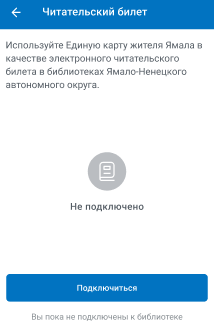 Читательский билет
Используйте Единую карту жителя Ямала в
качестве электронного читательского
билета в библиотеках Ямало-Ненецкого
автономного округа.
Не подключено
Подключиться
Вы пока не подключены к библиотеке